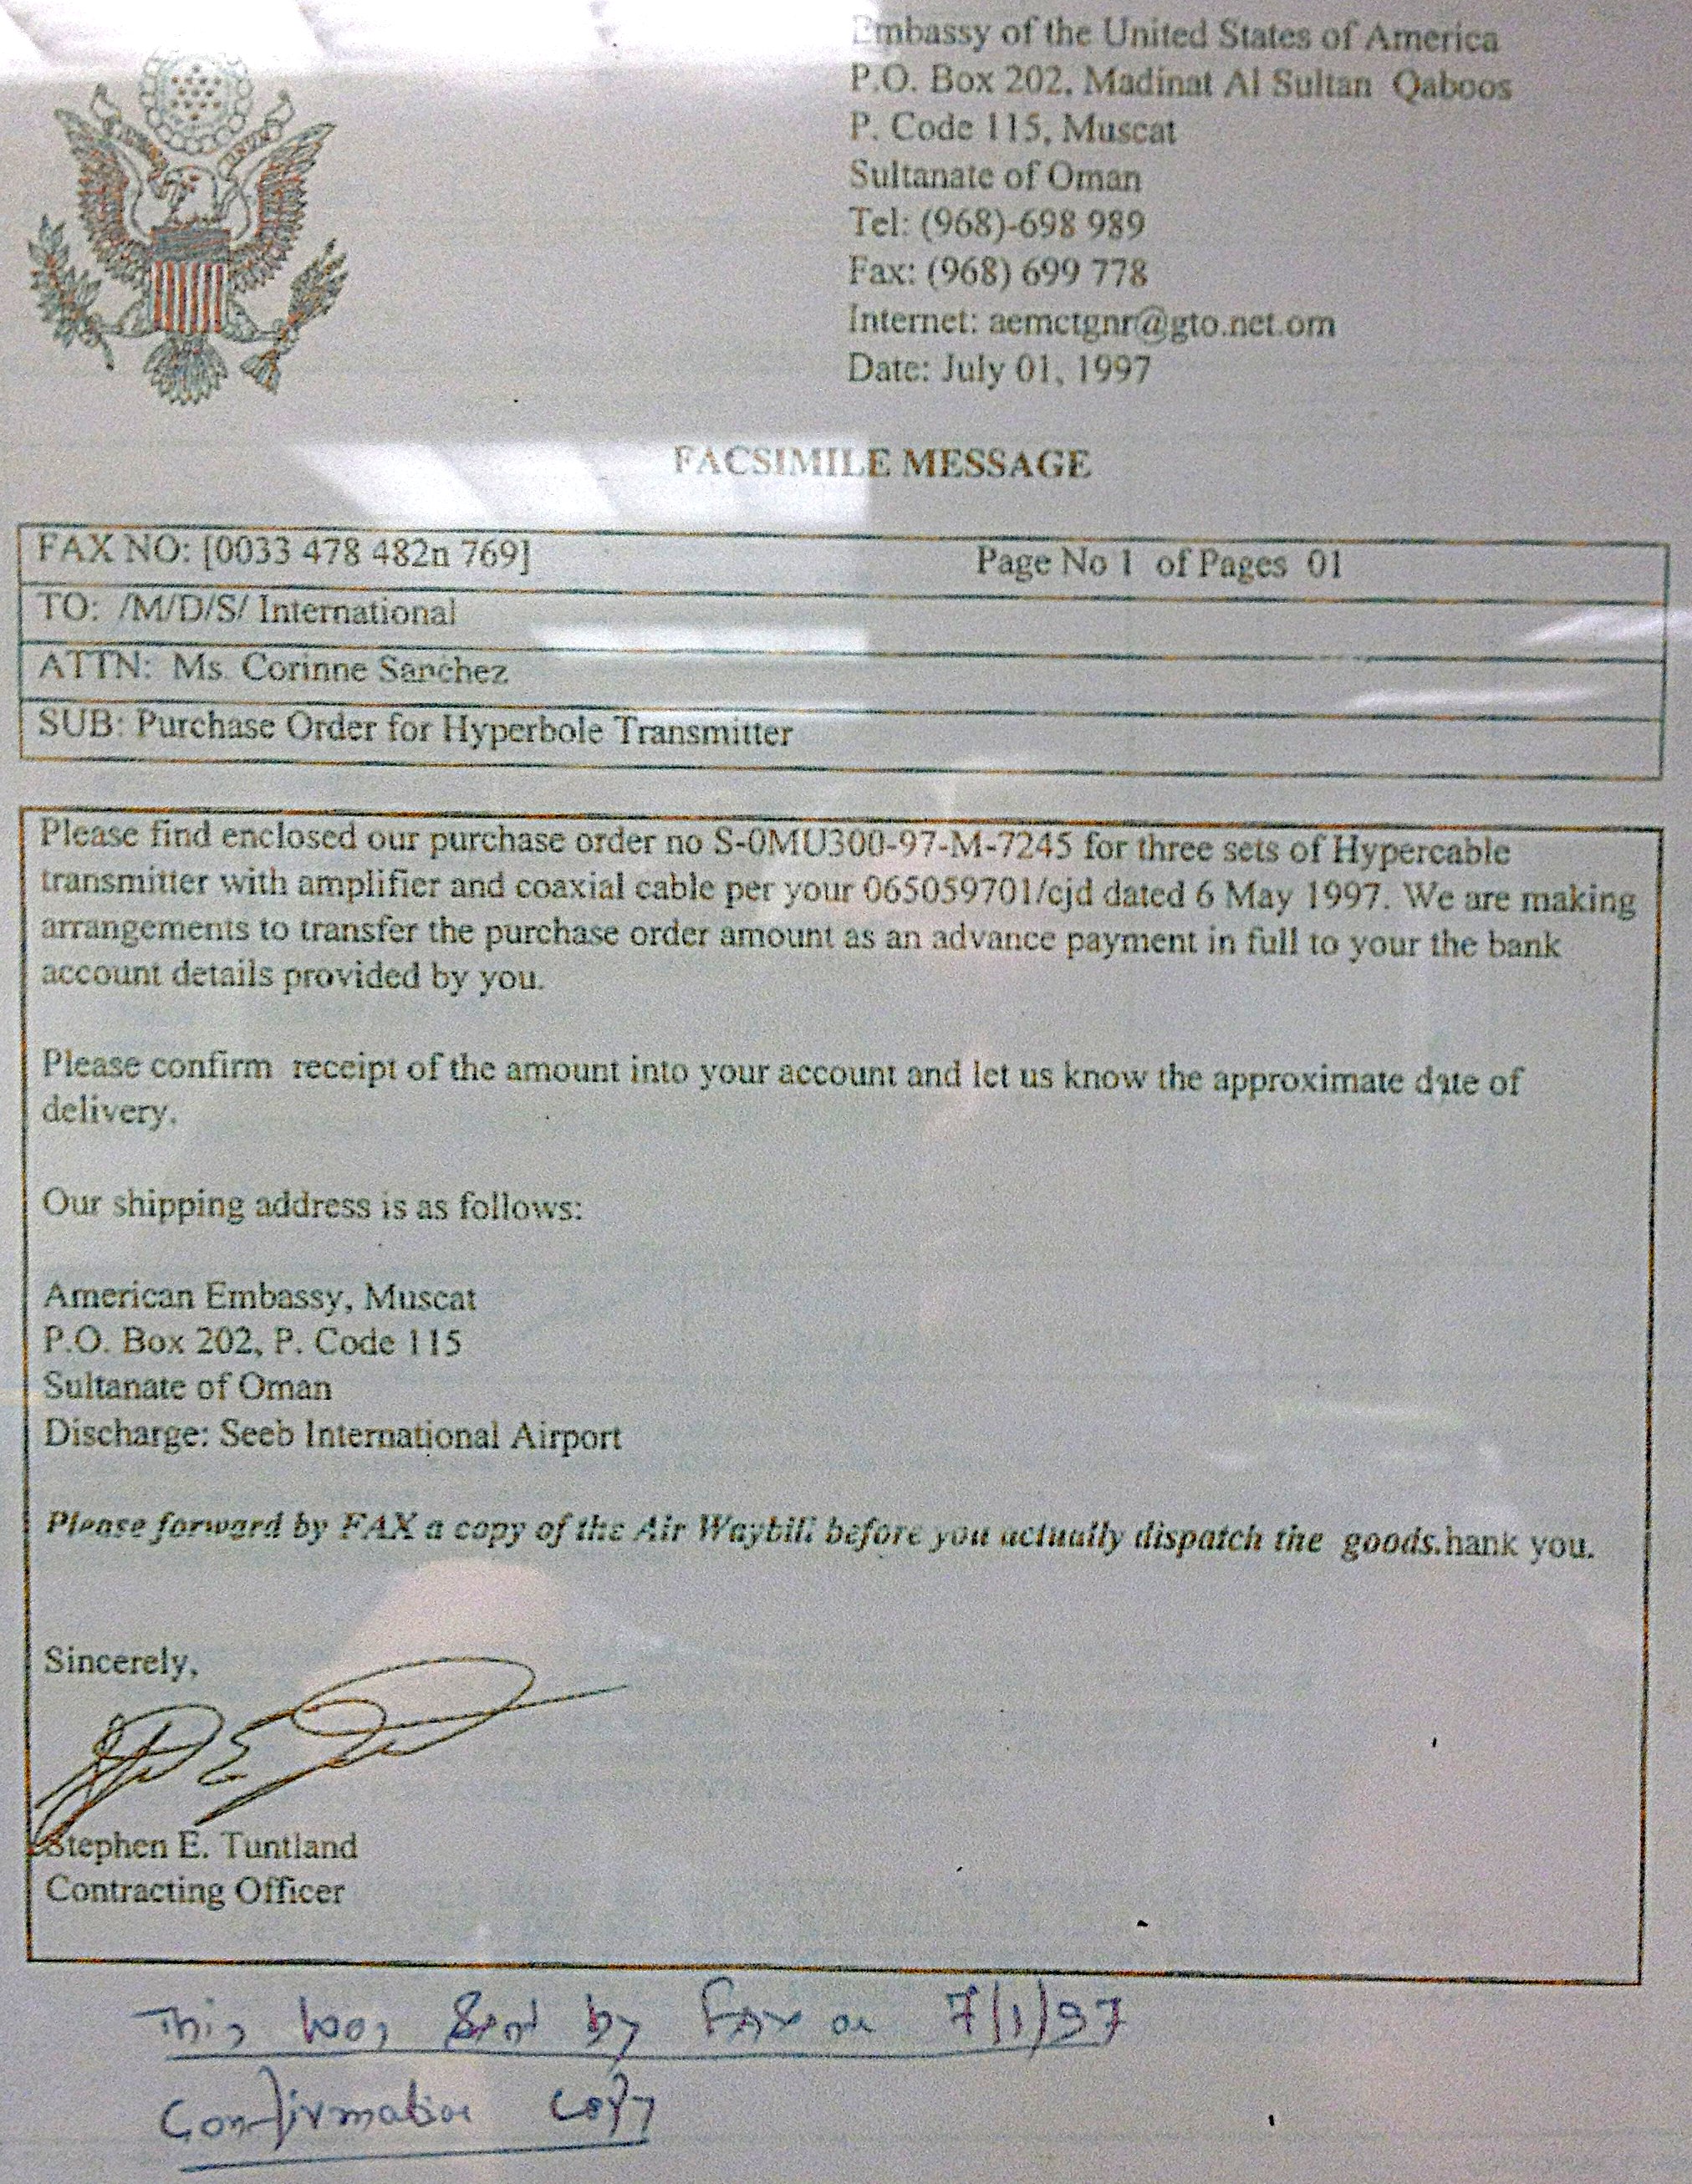 Embassy of the United States of America
P.O. Box 202, Madinat Al Sultan Qaboos
P. Code 115, Muscat
Sultanate of Oman
Tel: (968)-698 989
Fax: (968) 699 778
Internet: aemctgnr@gto.net.om
Date: July 01, 1997
FACSIMILE MESSAGE
FAX NO: [0033 478 482n 769] Page No 1 of Pages 01
TO: /M/D/S/ International
ATTN: Ms. Corinne Sanchez
SUB: Purchase Order for Hyperbole Transmitter
Please find enclosed our purchase order no S-0MU300-97-M-7245 for three sets of Hypercable
transmitter with amplifier and coaxial cable per your 065059701/cjd dated 6 May 1997. We are making
arrangements to transfer the purchase order amount as an advance payment in full to your the bank
account details provided by you.
Please confirm receipt of the amount into your account and let us know the approximate date of
delivery.
Our shipping address is as follows:
American Embassy, Muscat
P.O. Box 202, P. Code 115
Sultanate of Oman
Discharge: Seeb International Airport
Please forward by FAX a copy of the Air Waybill before you actually dispatch the goods.hank you.
Sincerely,
Stephen E. Tuntland
Contracting Officer
This was Sent by Fax on 7/1/97
Confirmation Copy